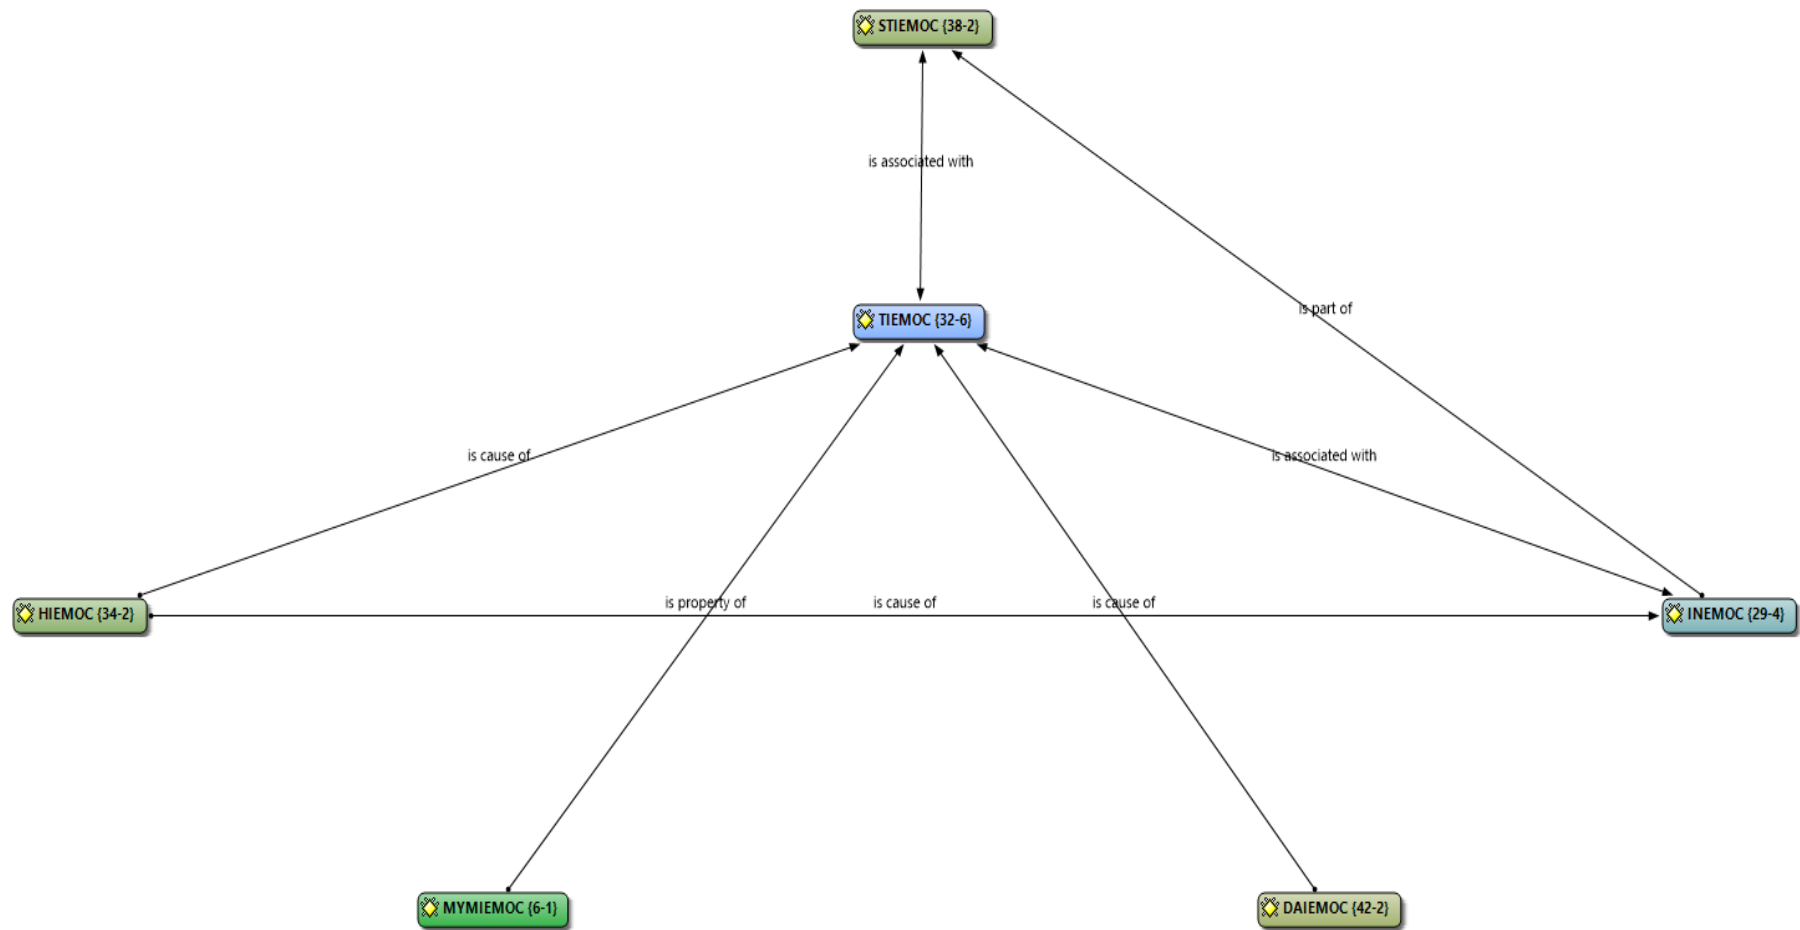 STIEMOC {38-2}
is associated with
is part of
TIEMOC {32-6}
is cause of
is associated with
HIEMOC {34-2}
is property of
is cause of
is cause of
INEMOC {29-4}
MYMIEMOC {6-1}
DAIEMOC {42-2}